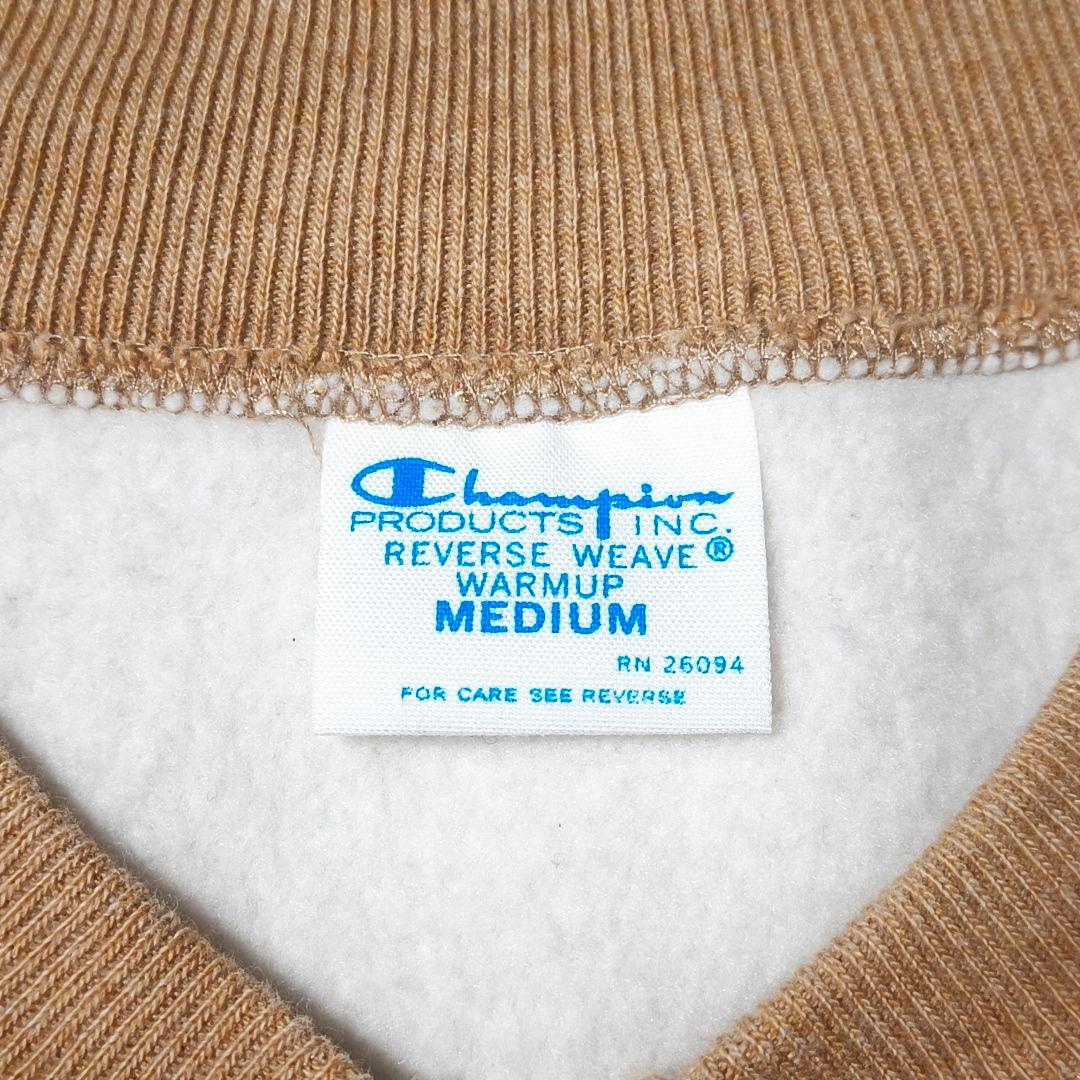 Champion
PRODUCTS INC.
REVERSE WEAVE®
WARMUP
MEDIUM
RN 26094
FOR CARE SEE REVERSE